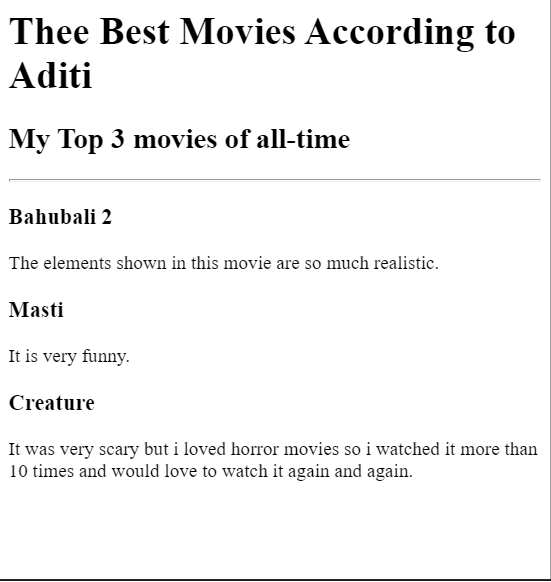 Thee Best Movies According to
Aditi
My Top 3 movies of all-time
Bahubali 2
The elements shown in this movie are so much realistic.
Masti
It is very funny.
Creature
It was very scary but i loved horror movies so i watched it more than
10 times and would love to watch it again and again.